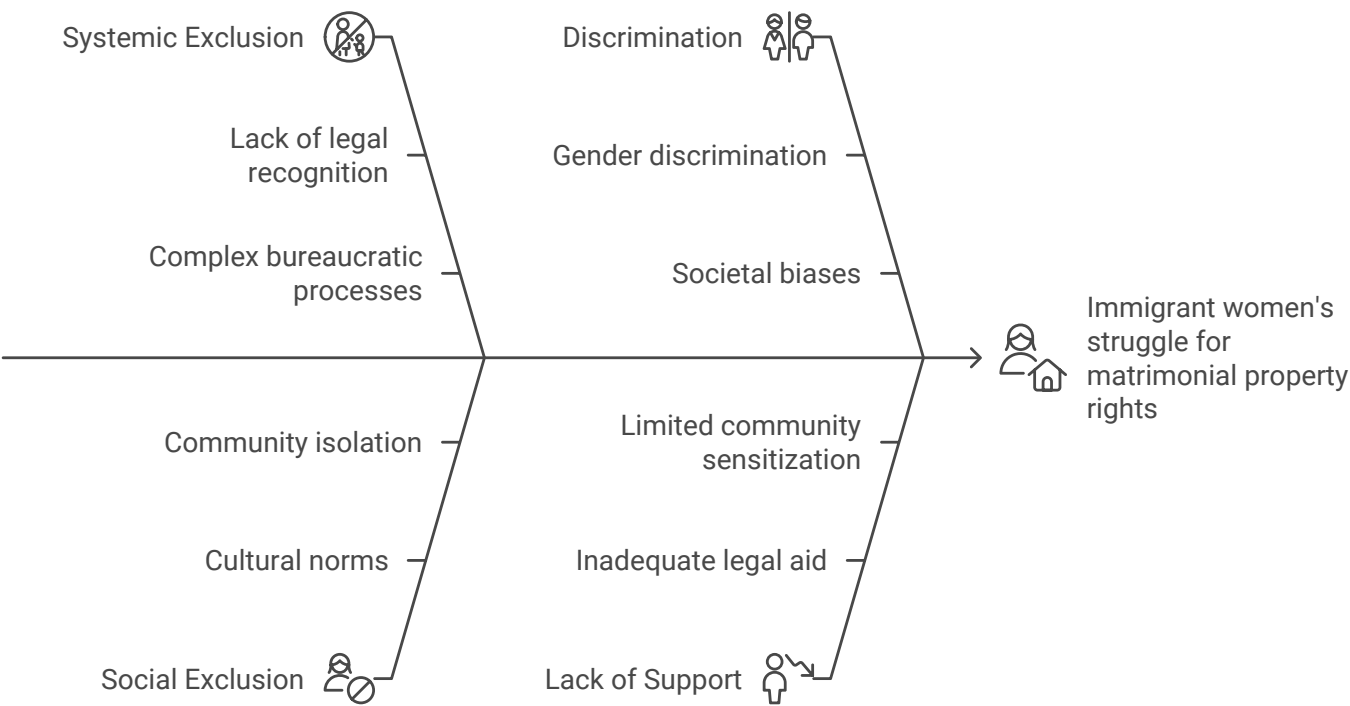 Systemic Exclusion
Lack of legal
recognition
Complex bureaucratic
processes
Discrimination
Gender discrimination
Societal biases
Immigrant women's
struggle for
matrimonial property
rights
Community isolation
Cultural norms
Social Exclusion
Limited community
sensitization
Inadequate legal aid
Lack of Support